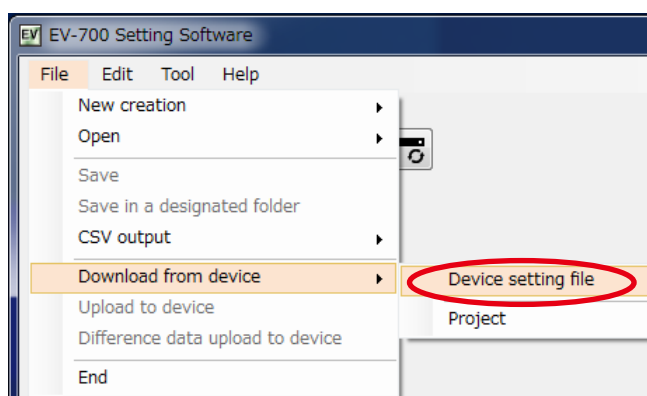 EV EV-700 Setting Software
File Edit Tool Help
New creation
Open
Save
Save in a designated folder
CSV output
Download from device
Device setting file
Upload to device
Project
Difference data upload to device
End